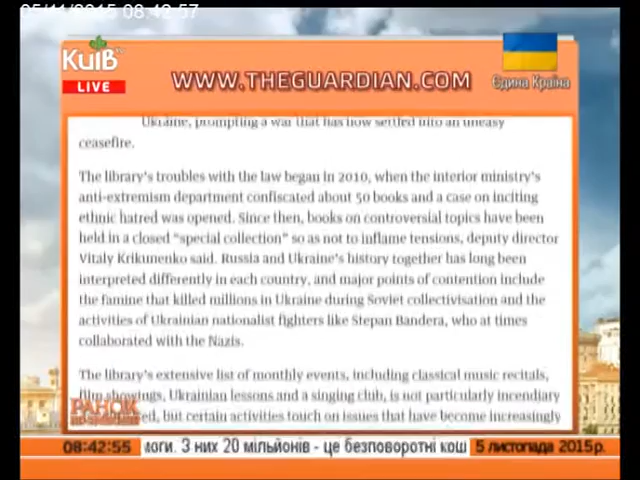 05/11/2015 08:42:57
КиїВ
LIVE
WWW.THEGUARDIAN.COM
Єдина Країна
Ukraine, prompting a war that has now settled into an uneasy
ceasefire.
The library's troubles with the law began in 2010, when the interior ministry's
anti-extremism department confiscated about 50 books and a case on inciting
ethnic hatred was opened. Since then, books on controversial topics have been
held in a closed "special collection" so as not to inflame tensions, deputy director
Vitaly Krikunenko said. Russia and Ukraine's history together has long been
interpreted differently in each country, and major points of contention include
the famine that killed millions in Ukraine during Soviet collectivisation and the
activities of Ukrainian nationalist fighters like Stepan Bandera, who at times
collaborated with the Nazis.
The library's extensive list of monthly events, including classical music recitals,
film showings, Ukrainian lessons and a singing club, is not particularly incendiary
but certain activities touch on issues that have become increasingly
РАНОК
08:42:55 моги. З них 20 мільйонів - це безповоротні кош 5 листопада 2015р.